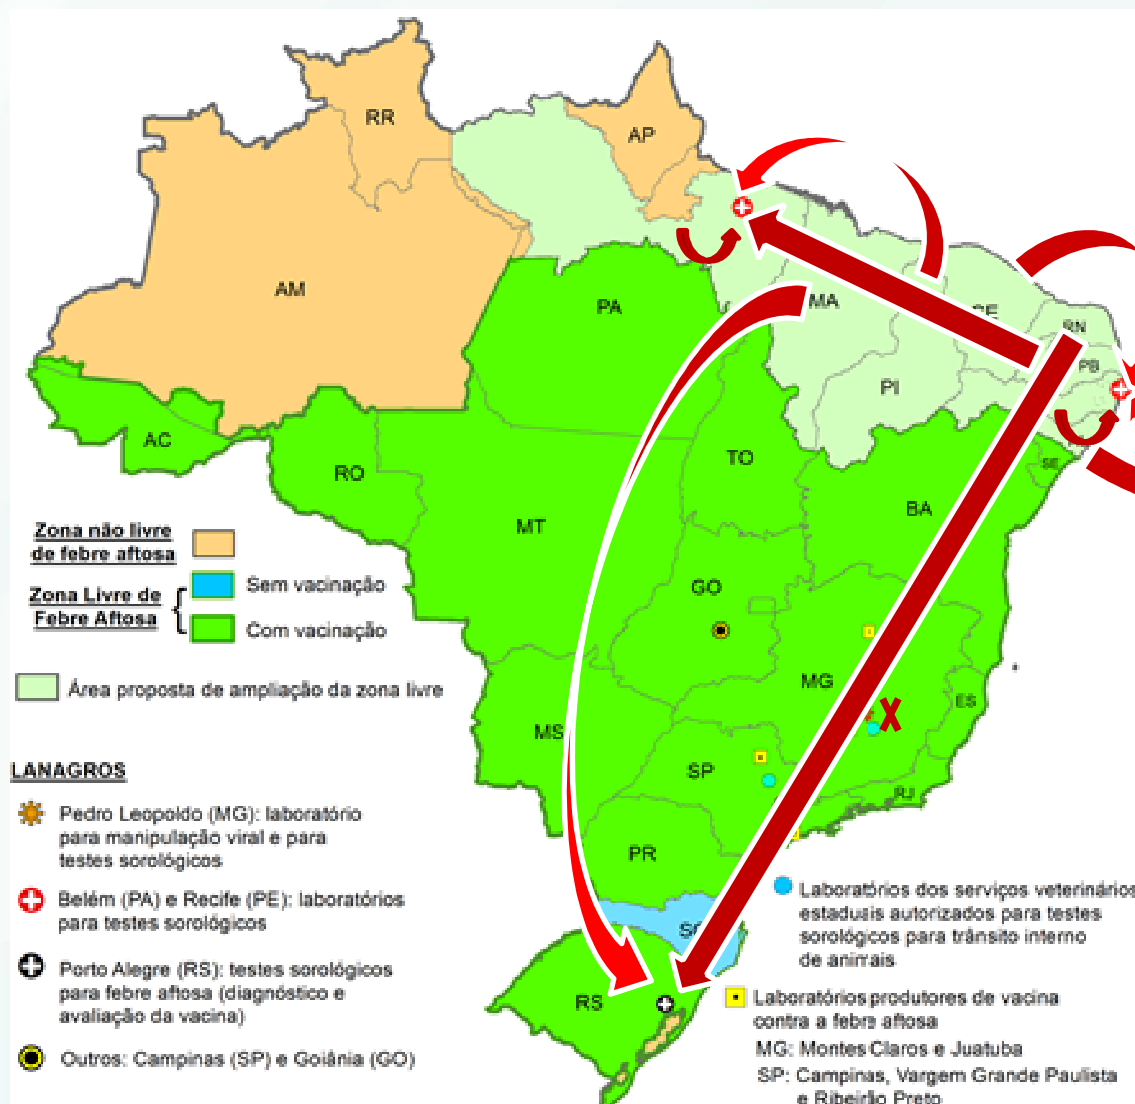 RR
AP
AM
PA
MA
CE
RN
PB
PI
AC
RO
TO
SE
BA
MT
GO
MG
ES
MS
SP
RJ
PR
SC
RS
X
Zona não livre
de febre aftosa
Zona Livre de
Febre Aftosa
{
Sem vacinação
Com vacinação
Área proposta de ampliação da zona livre
LANAGROS
Pedro Leopoldo (MG): laboratório
para manipulação viral e para
testes sorológicos
Belém (PA) e Recife (PE): laboratórios
para testes sorológicos
Porto Alegre (RS): testes sorológicos
para febre aftosa (diagnóstico e
avaliação da vacina)
Outros: Campinas (SP) e Goiânia (GO)
Laboratórios dos serviços veterinários
estaduais autorizados para testes
sorológicos para trânsito interno
de animais
Laboratórios produtores de vacina
contra a febre aftosa
MG: Montes Claros e Juatuba
SP: Campinas, Vargem Grande Paulista
e Ribeirão Preto